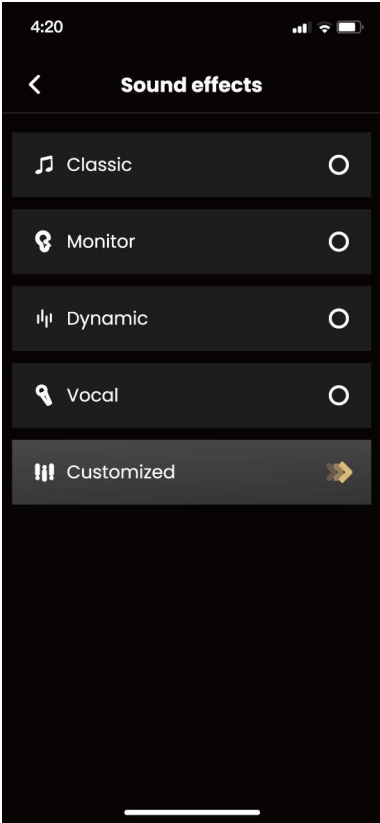 4:20
Sound effects
Classic
Monitor
Dynamic
Vocal
Customized